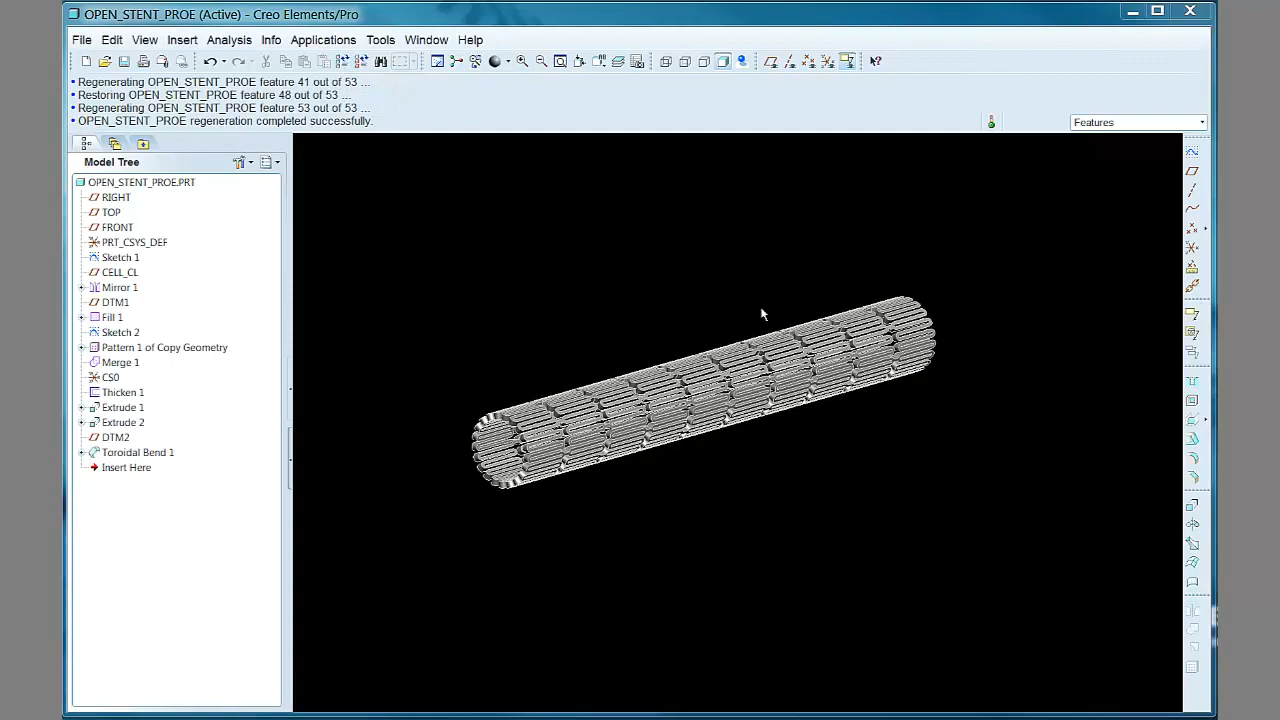 OPEN_STENT_PROE (Active) - Creo Elements/Pro
File Edit View Insert Analysis Info Applications Tools Window Help
• Regenerating OPEN_STENT_PROE feature 41 out of 53 ...
• Restoring OPEN_STENT_PROE feature 48 out of 53 ...
• Regenerating OPEN_STENT_PROE feature 53 out of 53 ...
• OPEN_STENT_PROE regeneration completed successfully.
Features
Model Tree
OPEN_STENT_PROE.PRT
RIGHT
TOP
FRONT
PRT_CSYS_DEF
Sketch 1
CELL_CL
Mirror 1
DTM1
Fill 1
Sketch 2
Pattern 1 of Copy Geometry
Merge 1
CS0
Thicken 1
Extrude 1
Extrude 2
DTM2
Toroidal Bend 1
Insert Here